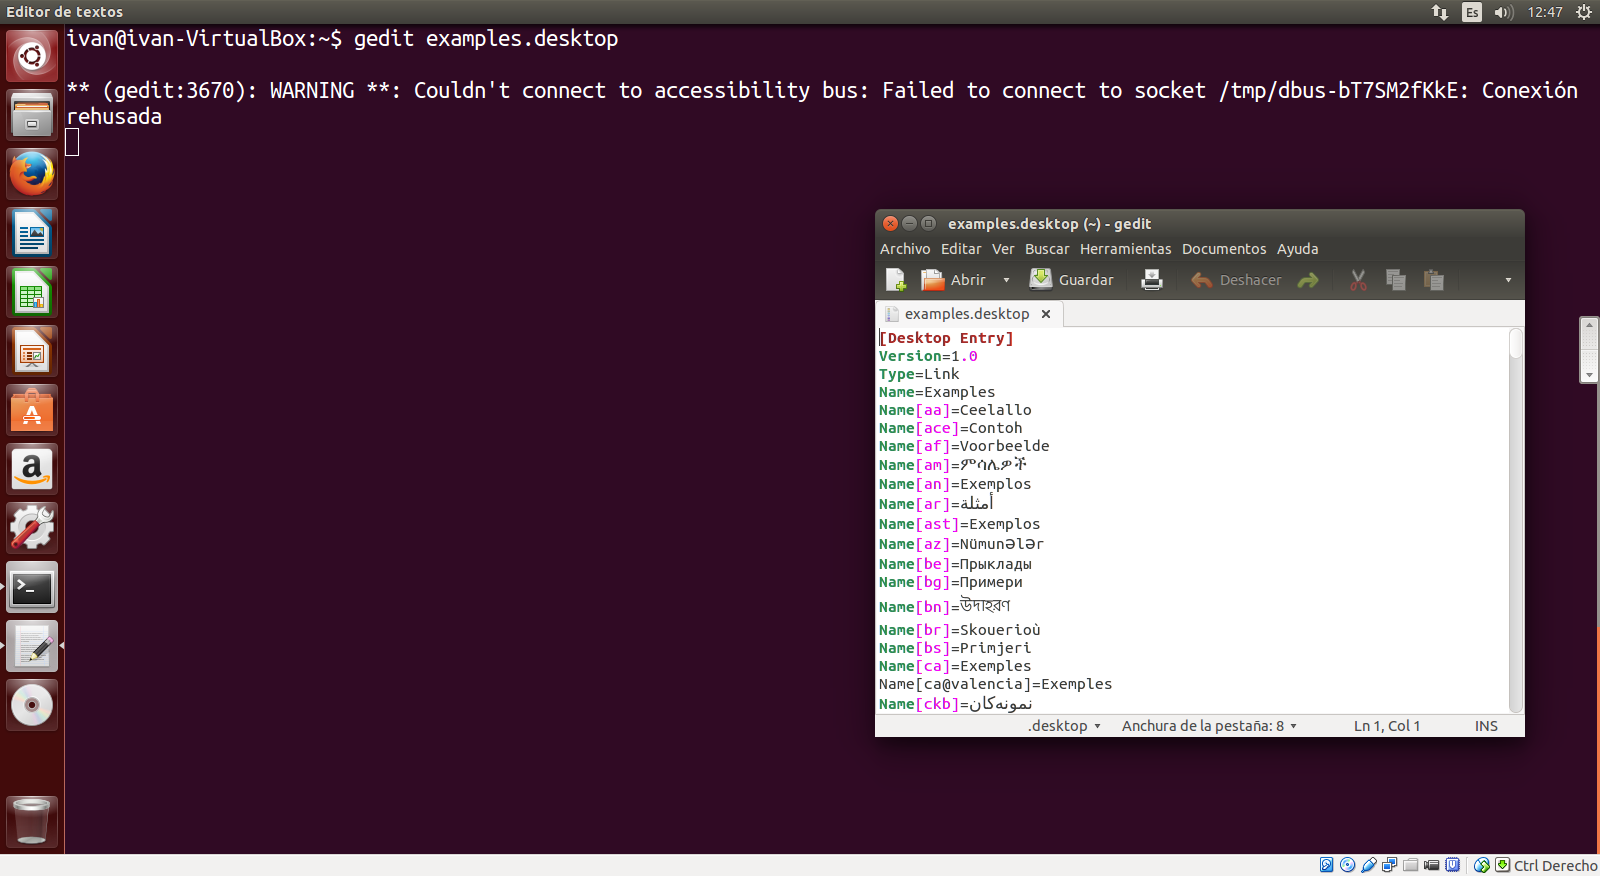 Editor de textos
Es
12:47
ivan@ivan-VirtualBox:~$ gedit examples.desktop
** (gedit:3670): WARNING **: Couldn't connect to accessibility bus: Failed to connect to socket /tmp/dbus-bT7SM2fKkE: Conexión
rehusada
examples.desktop (~) - gedit
Archivo Editar Ver Buscar Herramientas Documentos Ayuda
Abrir Guardar Deshacer
examples.desktop
[Desktop Entry]
Version=1.0
Type=Link
Name=Examples
Name[aa]=Ceelallo
Name[ace]=Contoh
Name[af]=Voorbeelde
Name[am]=ምሳሌዎች
Name[an]=Exemplos
Name[ar]=أمثلة
Name[ast]=Exemplos
Name[az]=Nümunələr
Name[be]=Прыклады
Name[bg]=Примери
Name[bn]=উদাহরণ
Name[br]=Skouerioù
Name[bs]=Primjeri
Name[ca]=Exemples
Name[ca@valencia]=Exemples
Name[ckb]=نمونەکان
.desktop Anchura de la pestaña: 8 Ln 1, Col 1 INS
Ctrl Derecho